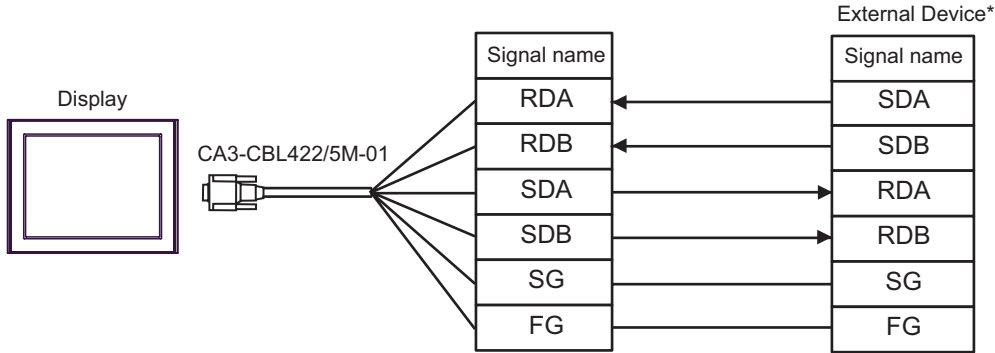 External Device*
Signal name
Signal name
Display
RDA
SDA
RDB
SDB
CA3-CBL422/5M-01
SDA
RDA
SDB
RDB
SG
SG
FG
FG